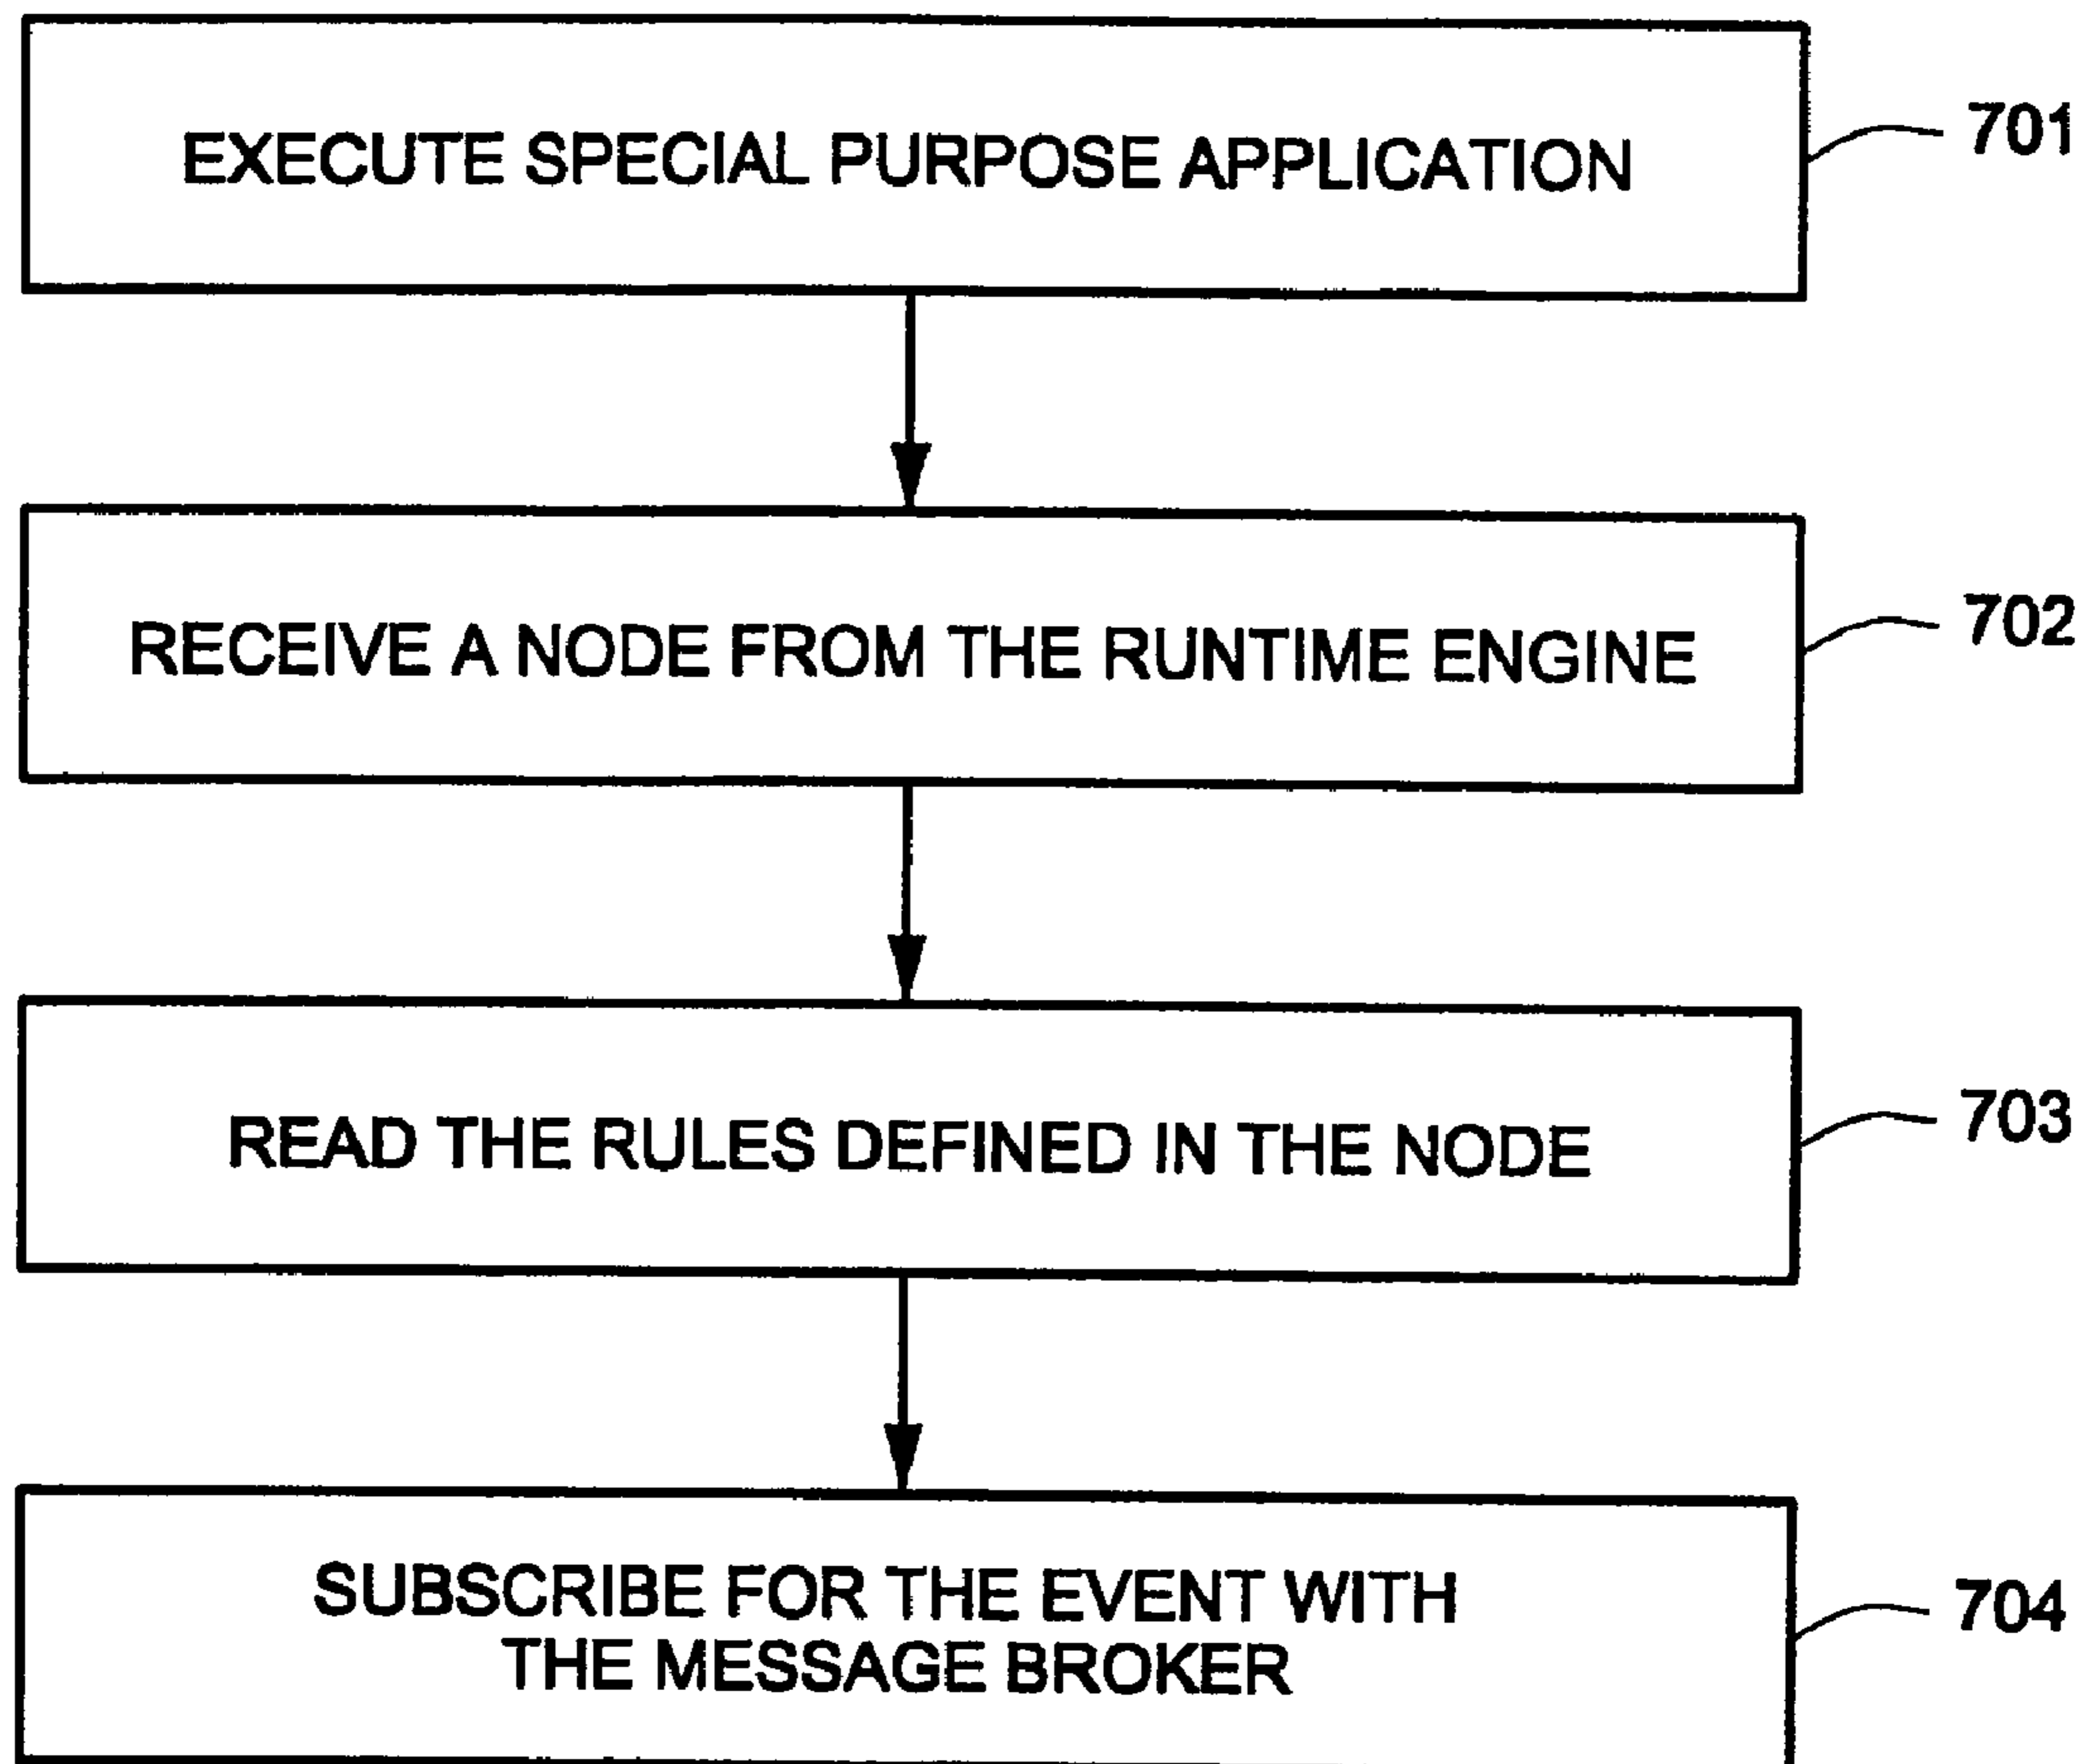 EXECUTE SPECIAL PURPOSE APPLICATION
701
RECEIVE A NODE FROM THE RUNTIME ENGINE
702
READ THE RULES DEFINED IN THE NODE
703
SUBSCRIBE FOR THE EVENT WITH
THE MESSAGE BROKER
704